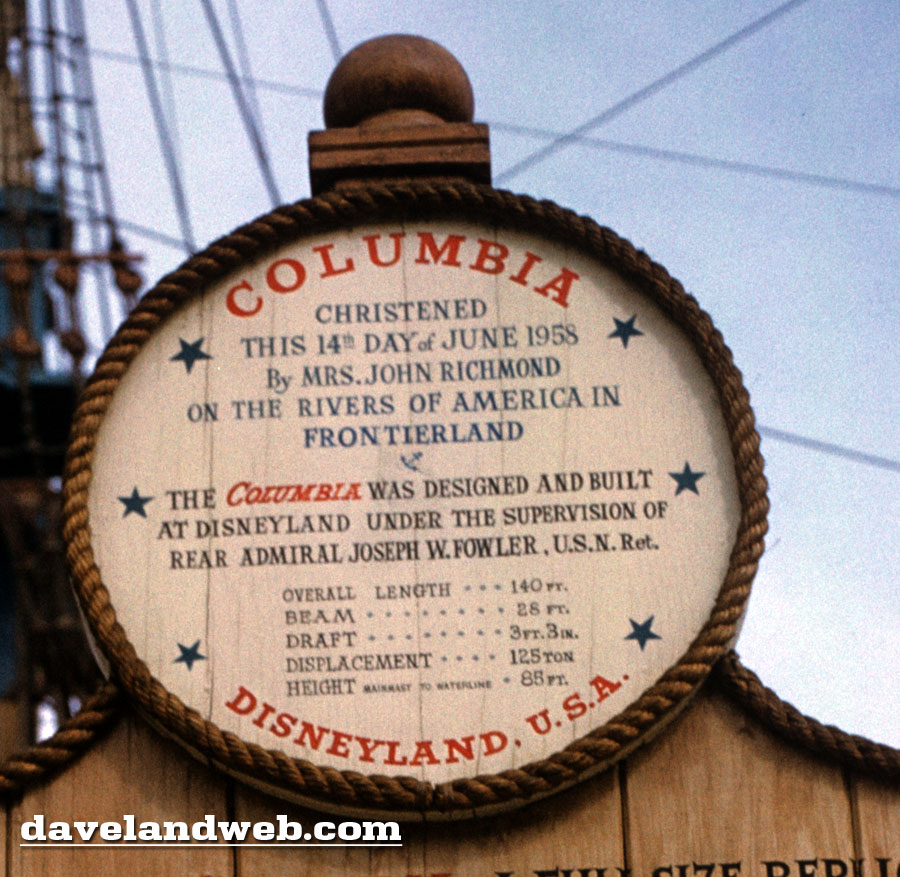 COLUMBIA
CHRISTENED
THIS 14th DAY of JUNE 1958
By MRS. JOHN RICHMOND
ON THE RIVERS OF AMERICA IN
FRONTIERLAND
THE COLUMBIA WAS DESIGNED AND BUILT
AT DISNEYLAND UNDER THE SUPERVISION OF
REAR ADMIRAL JOSEPH W. FOWLER, U.S.N. Ret.
OVERALL LENGTH · · · 140 FT.
BEAM · · · · · · · · 28 FT.
DRAFT · · · · · · · · 3 FT. 3 IN.
DISPLACEMENT · · · · 125 TON
HEIGHT MAINMAST TO WATERLINE · 85 FT.
DISNEYLAND, U.S.A.
davelandweb.com
FULL SIZE